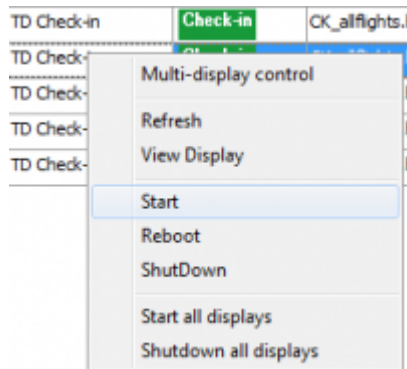 TD Check-in Check-in CK_allflights.
TD Check-
Multi-display control
TD Check-
Refresh
TD Check-
View Display
TD Check-
Start
Reboot
ShutDown
Start all displays
Shutdown all displays